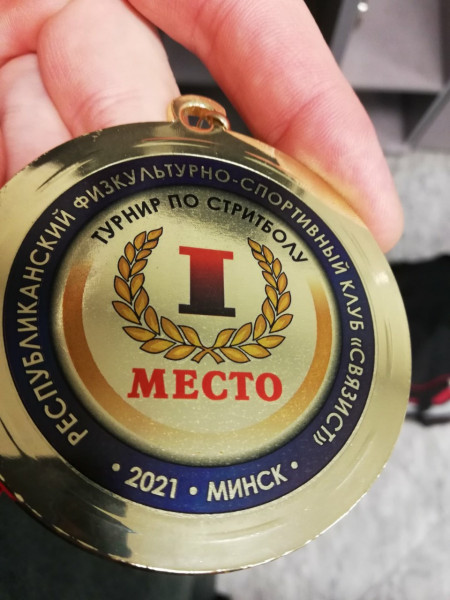 РЕСПУБЛИКАНСКИЙ ФИЗКУЛЬТУРНО-СПОРТИВНЫЙ КЛУБ «СВЯЗИСТ»
ТУРНИР ПО СТРИТБОЛУ
I
МЕСТО
• 2021 • МИНСК •